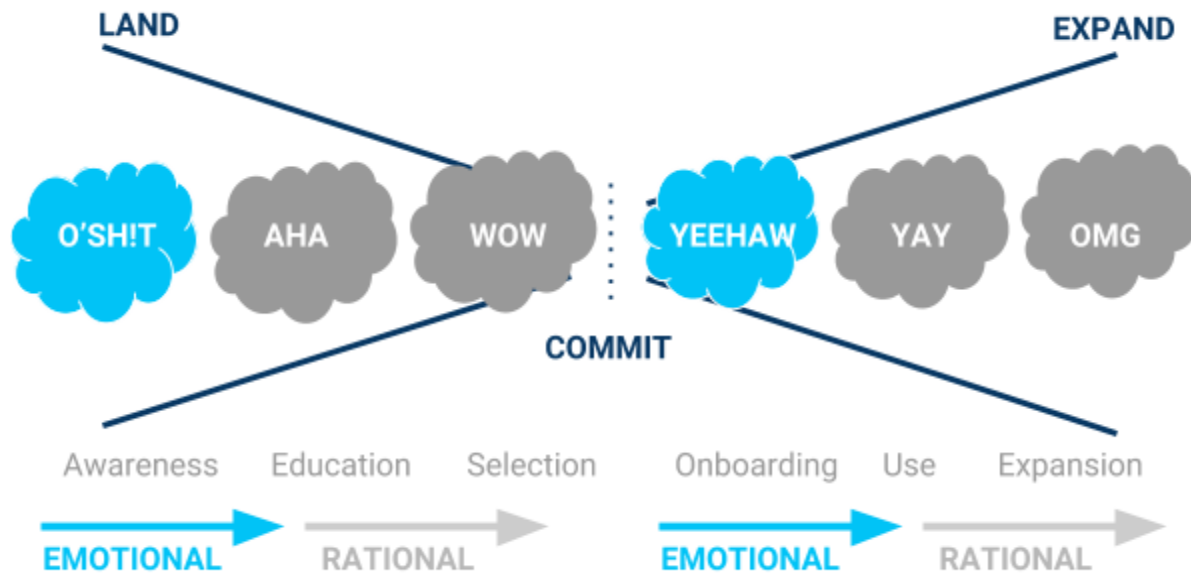 LAND
EXPAND
O'SH!T
AHA
WOW
YEEHAW
YAY
OMG
COMMIT
Awareness
Education
Selection
Onboarding
Use
Expansion
EMOTIONAL
RATIONAL
EMOTIONAL
RATIONAL